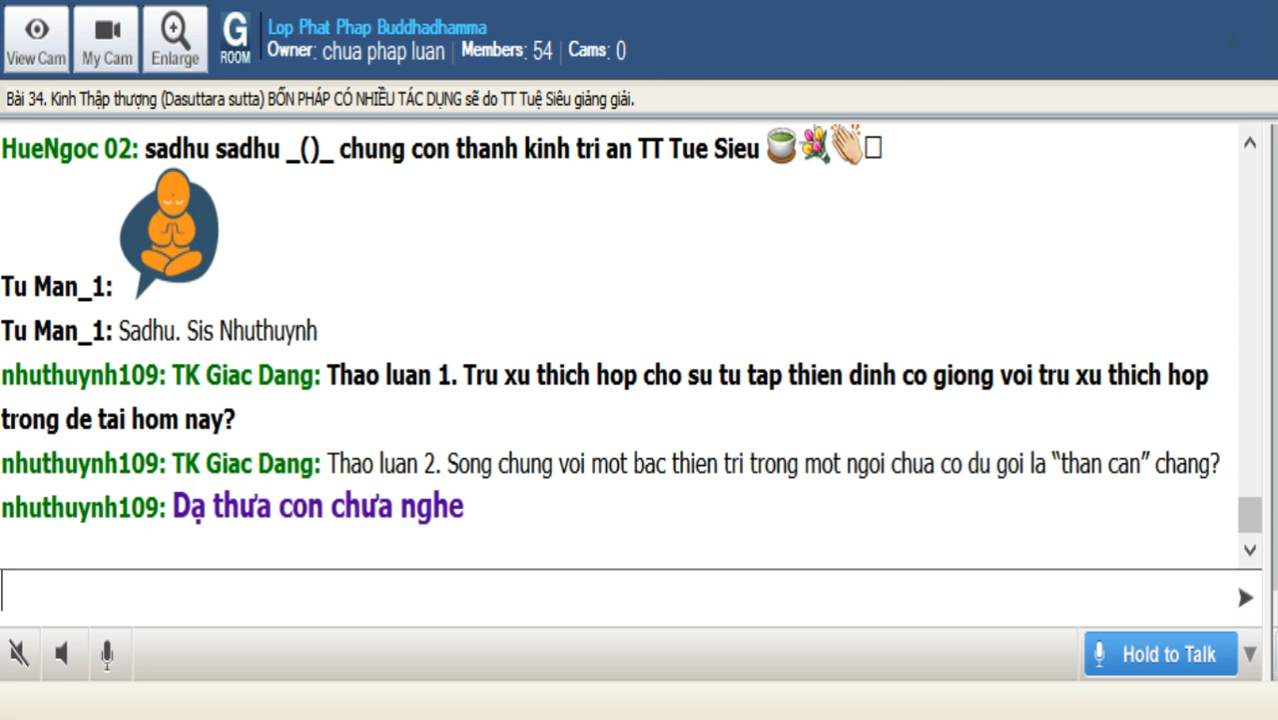 Lop Phat Phap Buddhadhamma
View Cam
My Cam
Enlarge
G
ROOM
Owner: chua phap luan | Members: 54 | Cams: 0
Bài 34. Kinh Thập thượng (Dasuttara sutta) BỐN PHÁP CÓ NHIỀU TÁC DỤNG sẽ do TT Tuệ Siêu giảng giải.
HueNgoc 02: sadhu sadhu _()_ chung con thanh kinh tri an TT Tue Sieu
Tu Man_1:
Tu Man_1: Sadhu. Sis Nhuthuynh
nhuthuynh109: TK Giac Dang: Thao luan 1. Tru xu thich hop cho su tu tap thien dinh co giong voi tru xu thich hop
trong de tai hom nay?
nhuthuynh109: TK Giac Dang: Thao luan 2. Song chung voi mot bac thien tri trong mot ngoi chua co du goi la “than can” chang?
nhuthuynh109: Dạ thưa con chưa nghe
Hold to Talk